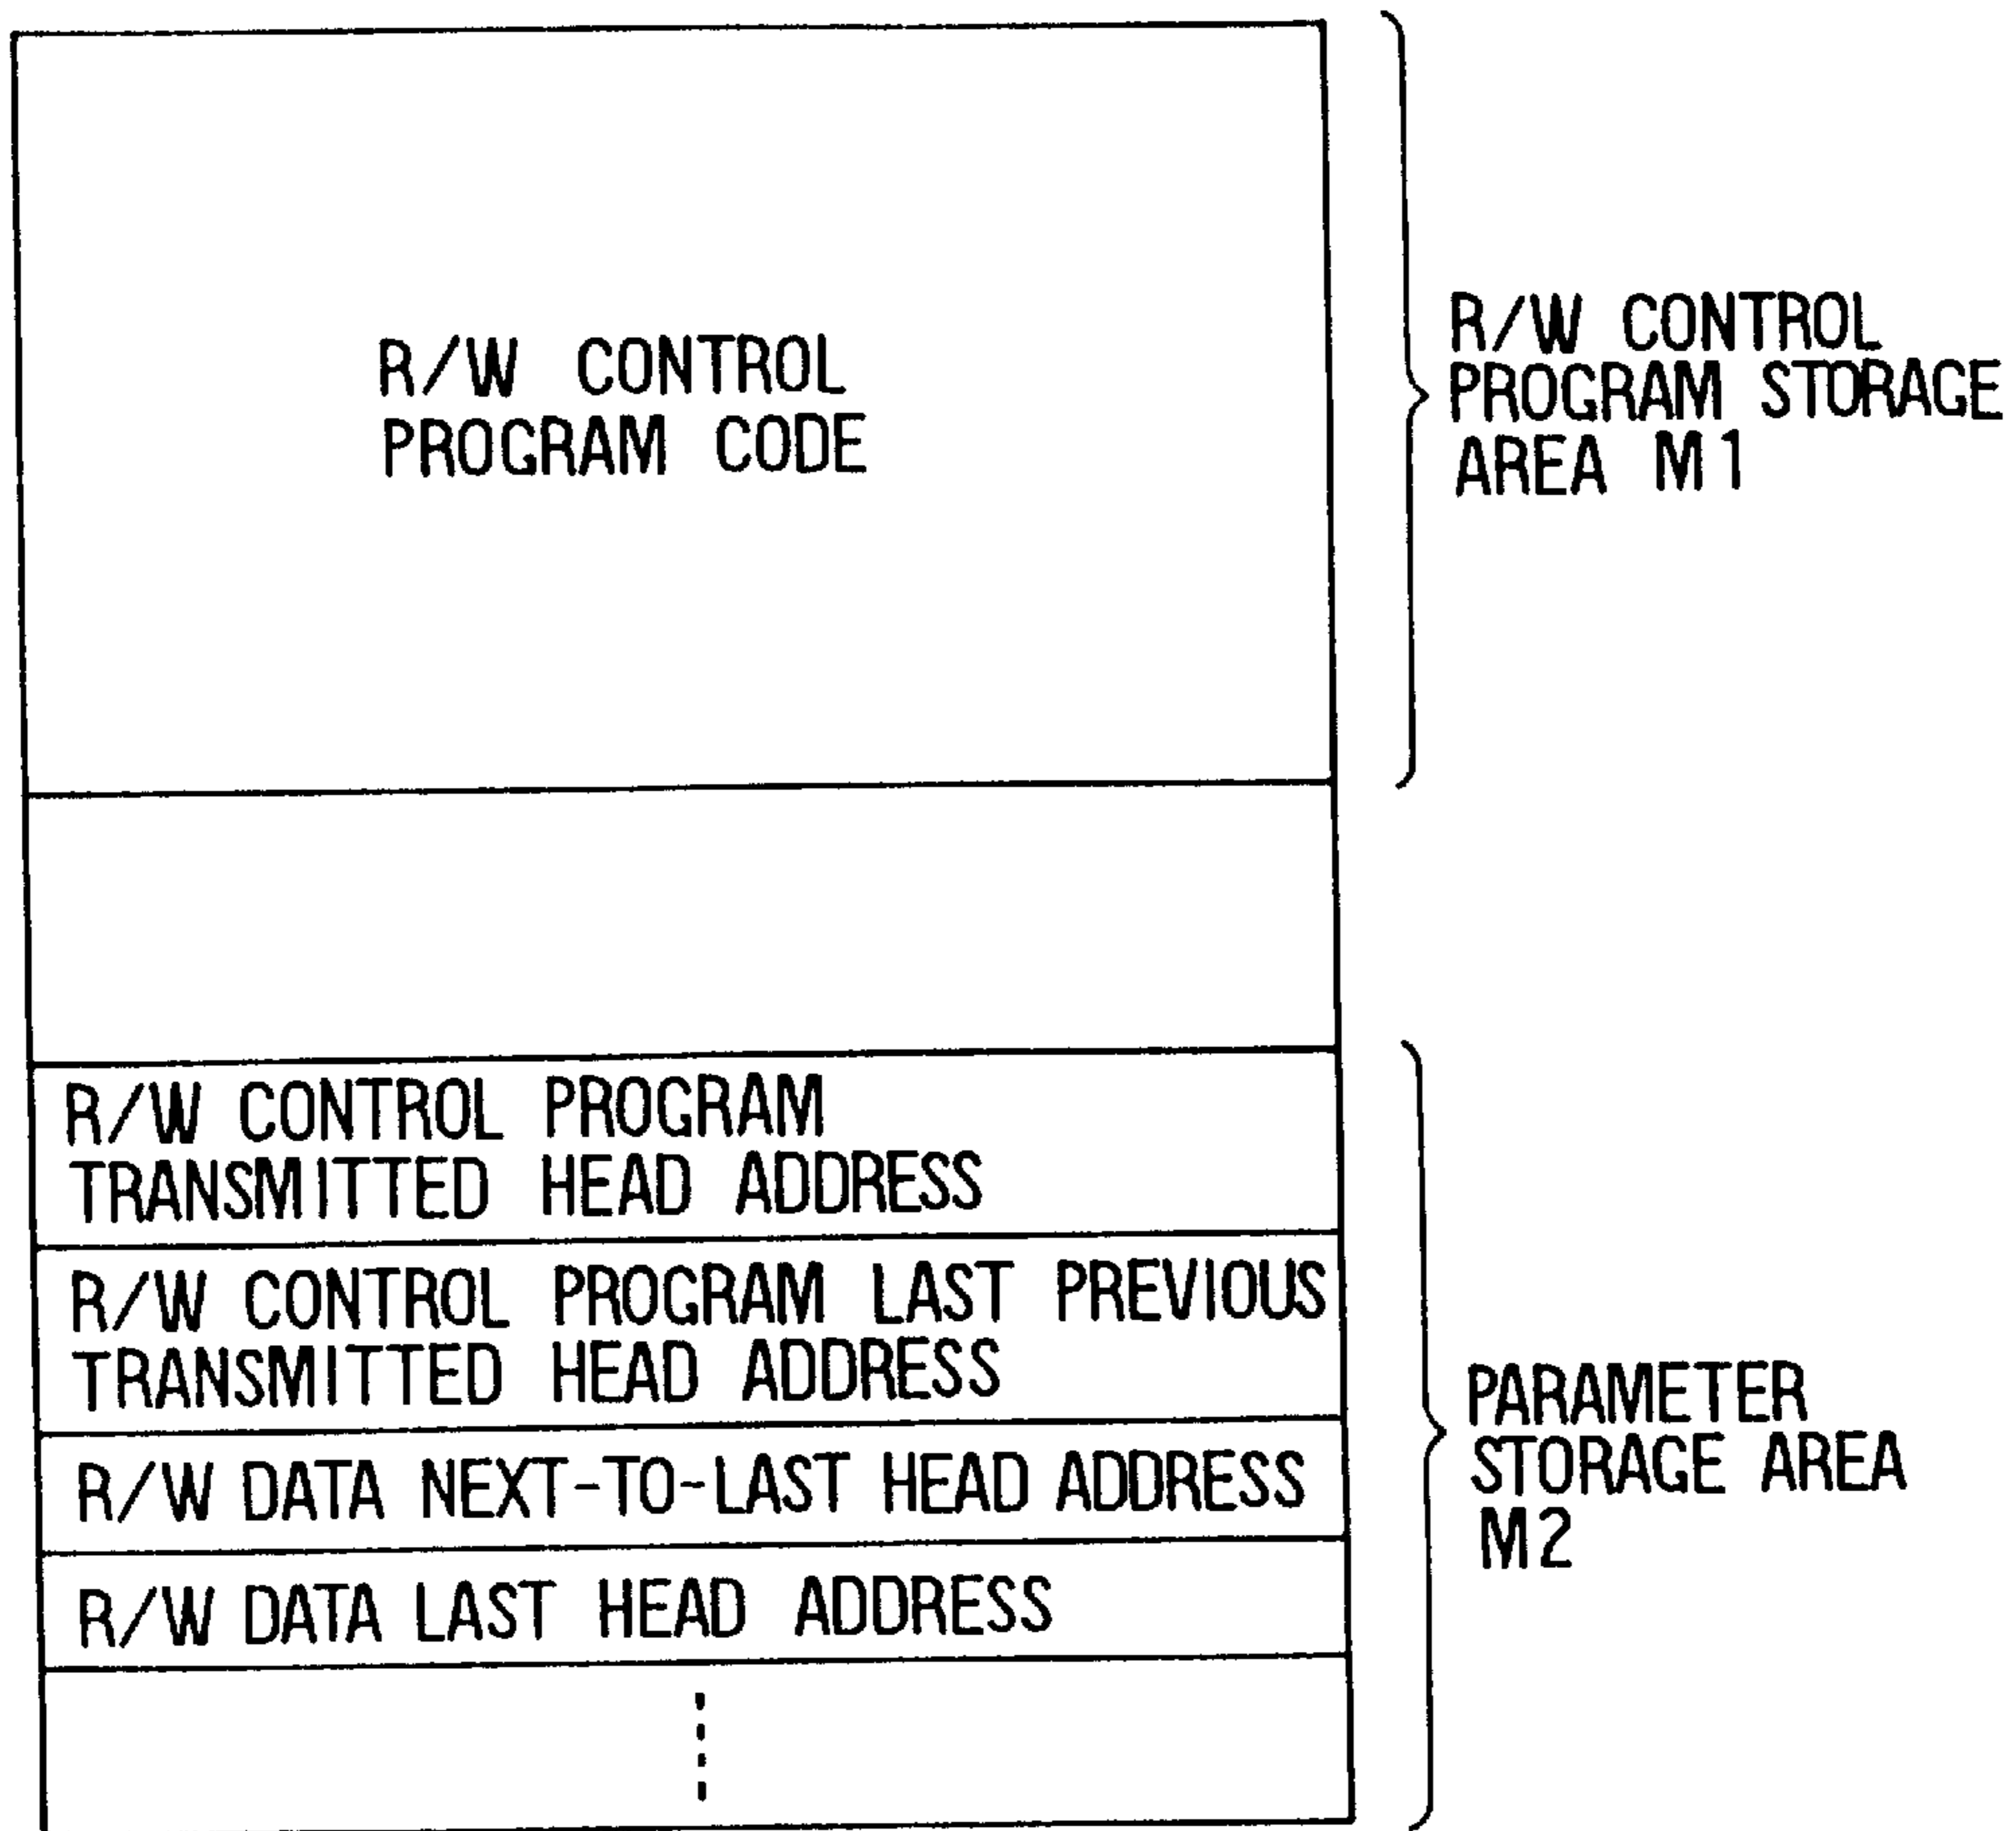 R/W CONTROL
PROGRAM CODE
R/W CONTROL
PROGRAM STORAGE
AREA M1
R/W CONTROL PROGRAM
TRANSMITTED HEAD ADDRESS
R/W CONTROL PROGRAM LAST PREVIOUS
TRANSMITTED HEAD ADDRESS
R/W DATA NEXT-TO-LAST HEAD ADDRESS
R/W DATA LAST HEAD ADDRESS
PARAMETER
STORAGE AREA
M2